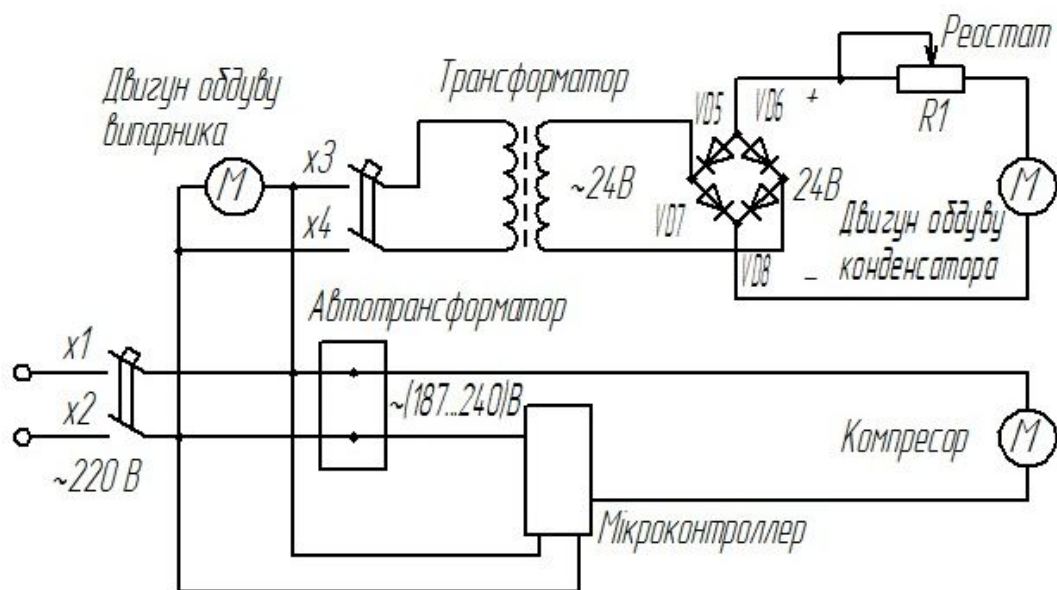 Реостат
Двигун обдуву
випарника
Трансформатор
VD5
VD6
+
R1
M
x3
~24В
24В
M
x4
VD7
Двигун обдуву
конденсатора
VD8
–
Автотрансформатор
x1
~(187...240)В
x2
Компресор
M
~220 В
Мікроконтроллер